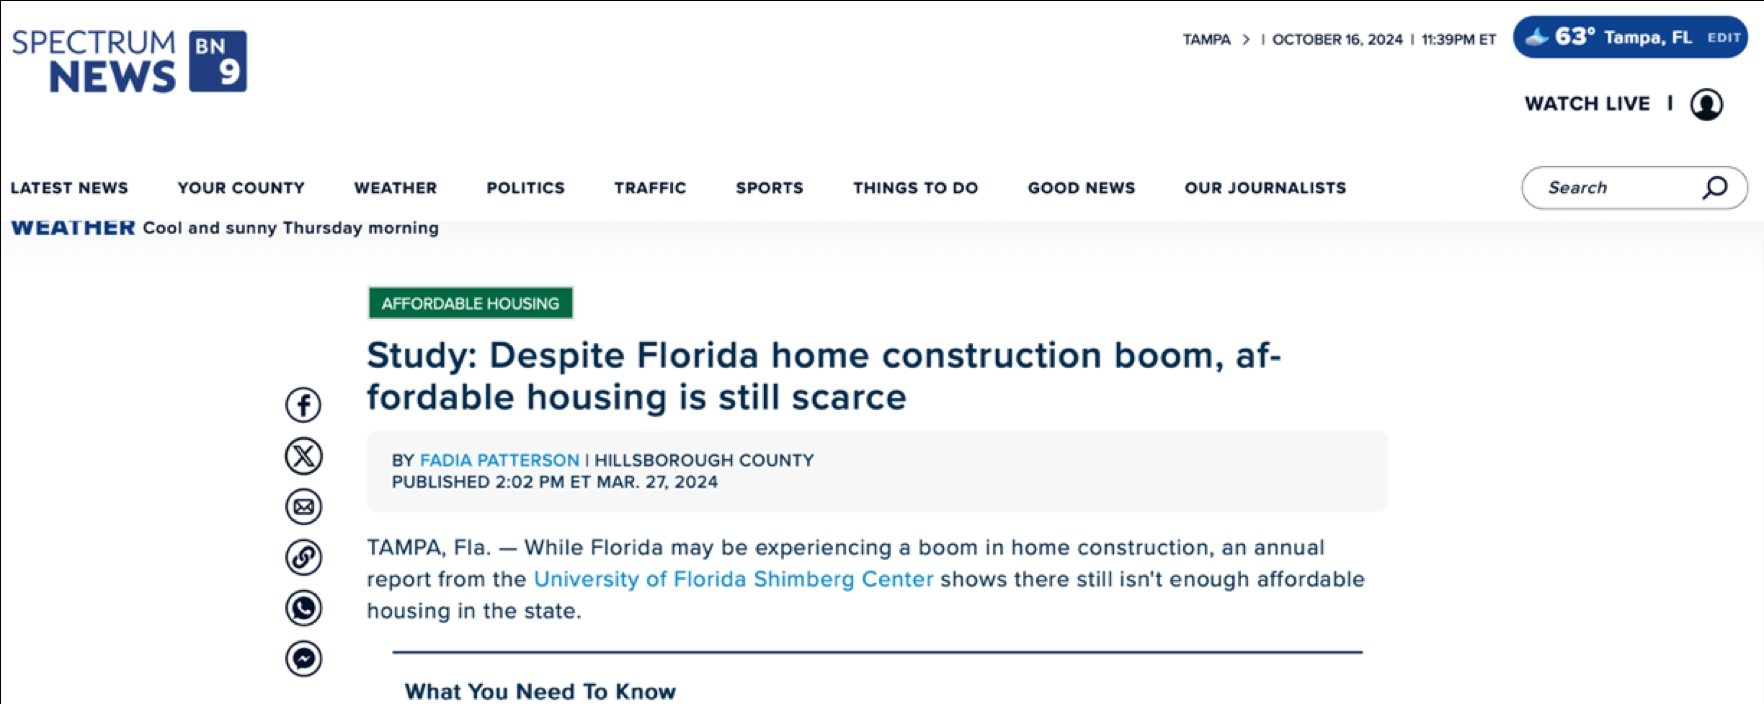 SPECTRUM
NEWS
BN
9
TAMPA > | OCTOBER 16, 2024 | 11:39PM ET
63° Tampa, FL EDIT
WATCH LIVE |
LATEST NEWS YOUR COUNTY WEATHER POLITICS TRAFFIC SPORTS THINGS TO DO GOOD NEWS OUR JOURNALISTS
Search
WEATHER Cool and sunny Thursday morning
AFFORDABLE HOUSING
Study: Despite Florida home construction boom, af-
fordable housing is still scarce
BY FADIA PATTERSON | HILLSBOROUGH COUNTY
PUBLISHED 2:02 PM ET MAR. 27, 2024
TAMPA, Fla. — While Florida may be experiencing a boom in home construction, an annual
report from the University of Florida Shimberg Center shows there still isn't enough affordable
housing in the state.
What You Need To Know